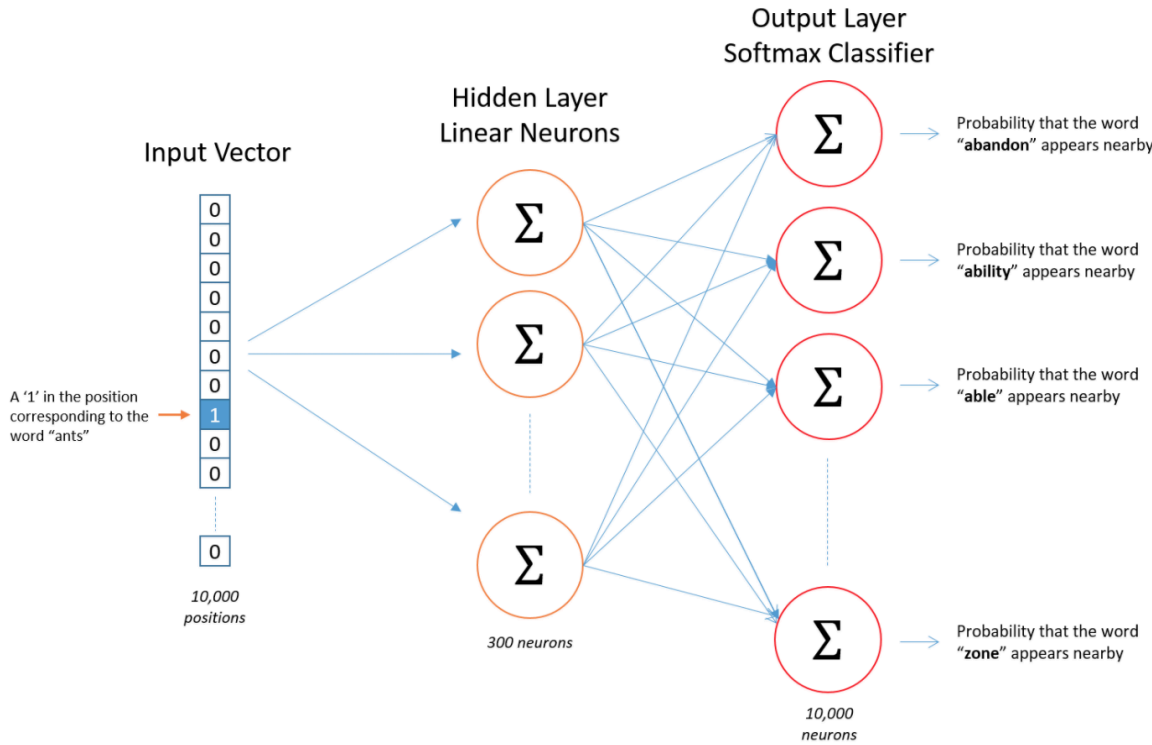 Output Layer
Softmax Classifier
Hidden Layer
Linear Neurons
Input Vector
0
0
0
0
0
0
0
1
0
0
0
A ‘1’ in the position
corresponding to the
word “ants”
10,000
positions
Σ
Σ
Σ
300 neurons
Σ
Σ
Σ
Σ
10,000
neurons
Probability that the word
“abandon” appears nearby
Probability that the word
“ability” appears nearby
Probability that the word
“able” appears nearby
Probability that the word
“zone” appears nearby